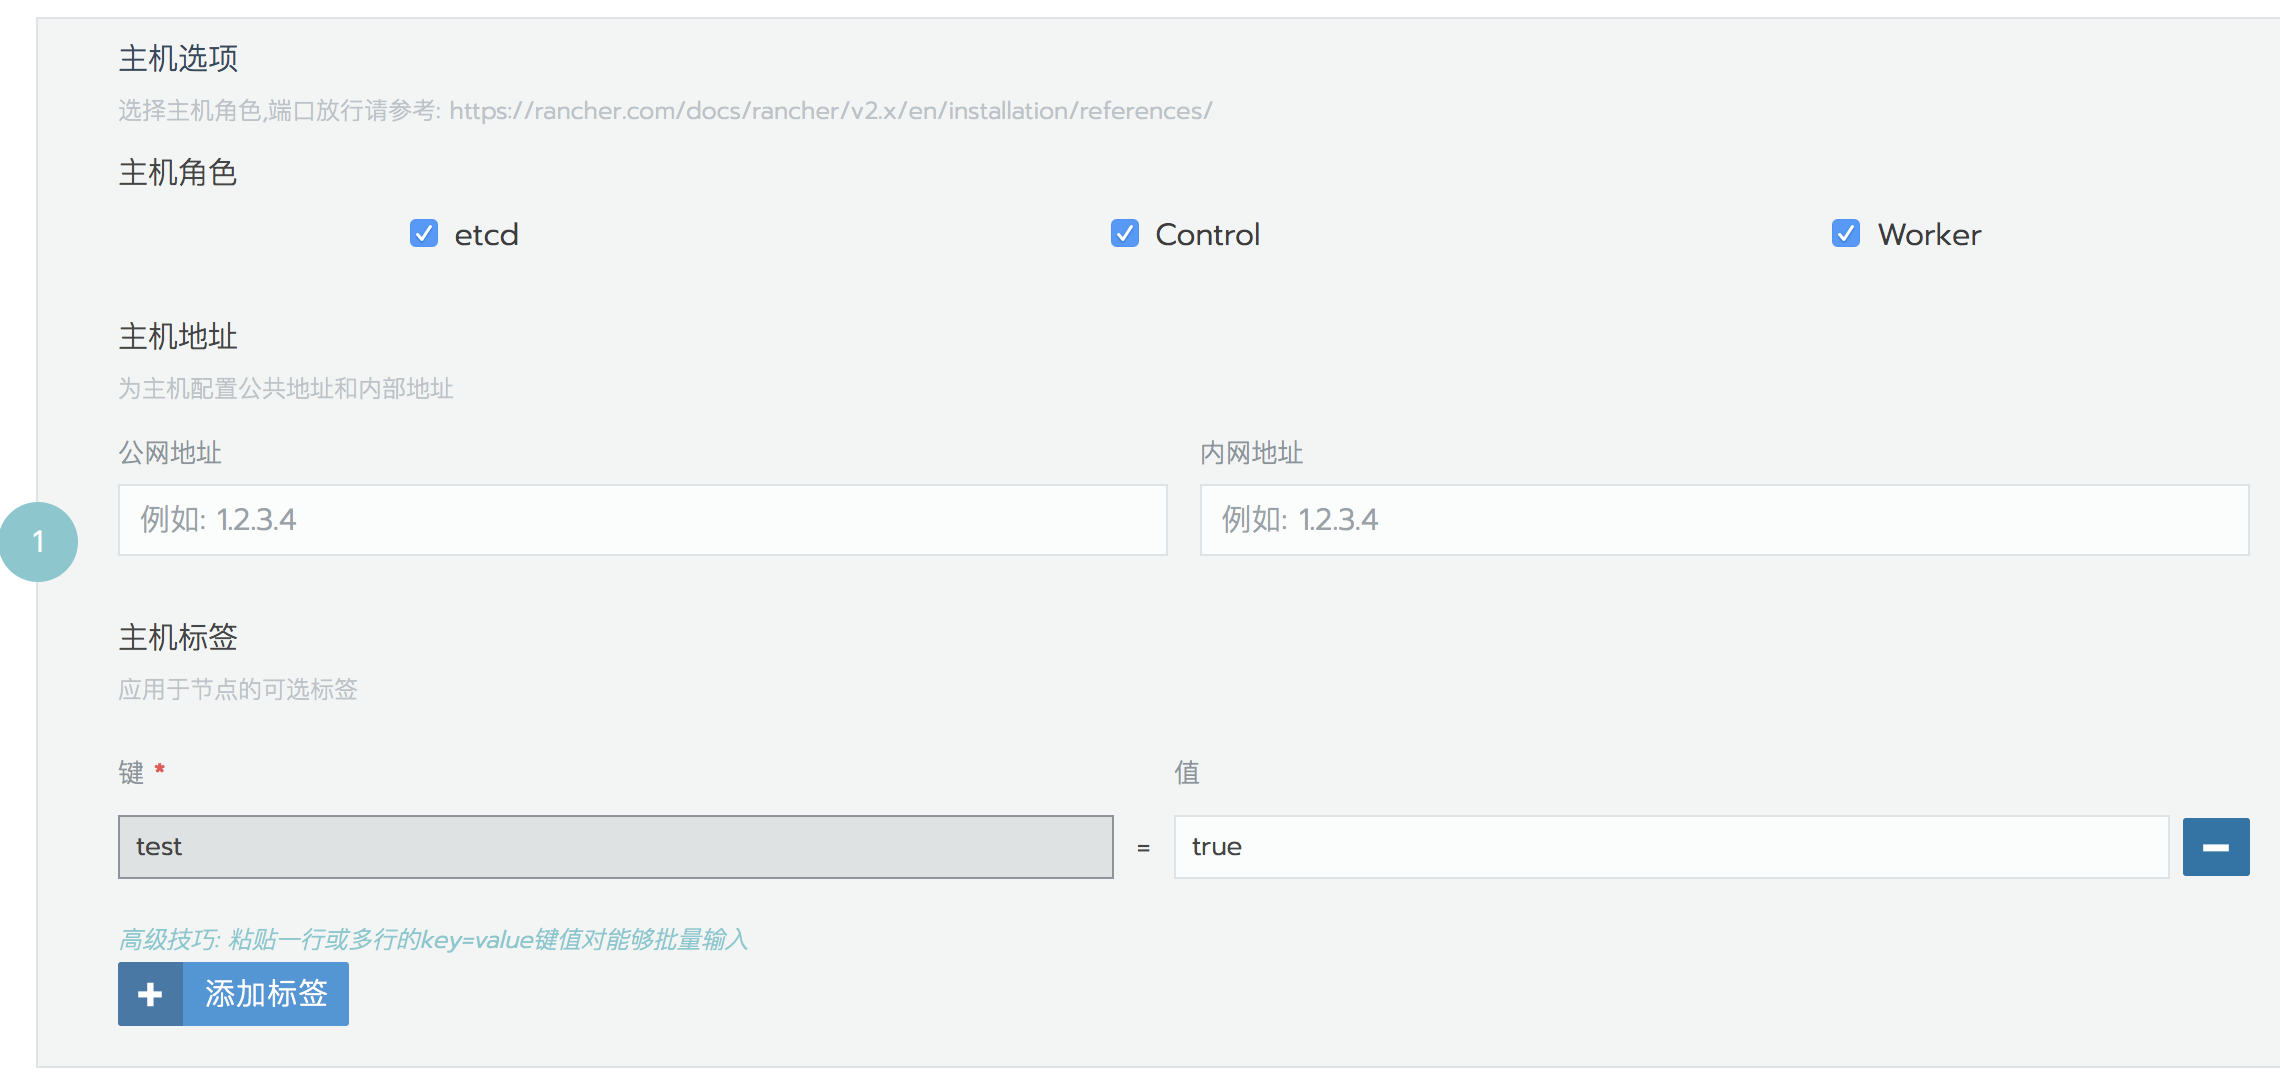 主机选项
选择主机角色,端口放行请参考: https://rancher.com/docs/rancher/v2.x/en/installation/references/
主机角色
etcd Control Worker
主机地址
为主机配置公共地址和内部地址
公网地址 内网地址
例如: 1.2.3.4 例如: 1.2.3.4
1
主机标签
应用于节点的可选标签
键 * 值
test = true
高级技巧: 粘贴一行或多行的key=value键值对能够批量输入
添加标签